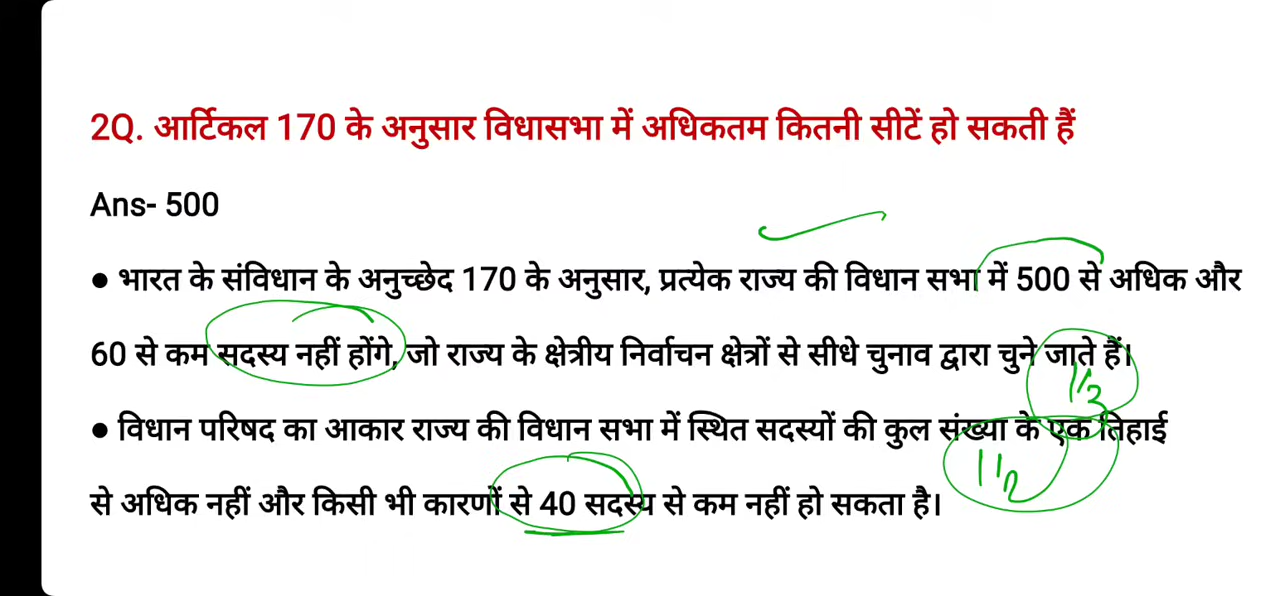 2Q. आर्टिकल 170 के अनुसार विधासभा में अधिकतम कितनी सीटें हो सकती हैं
Ans- 500
● भारत के संविधान के अनुच्छेद 170 के अनुसार, प्रत्येक राज्य की विधान सभा में 500 से अधिक और
60 से कम सदस्य नहीं होंगे, जो राज्य के क्षेत्रीय निर्वाचन क्षेत्रों से सीधे चुनाव द्वारा चुने जाते हैं।
1/3
● विधान परिषद का आकार राज्य की विधान सभा में स्थित सदस्यों की कुल संख्या के एक तिहाई
1/2
से अधिक नहीं और किसी भी कारणों से 40 सदस्य से कम नहीं हो सकता है।